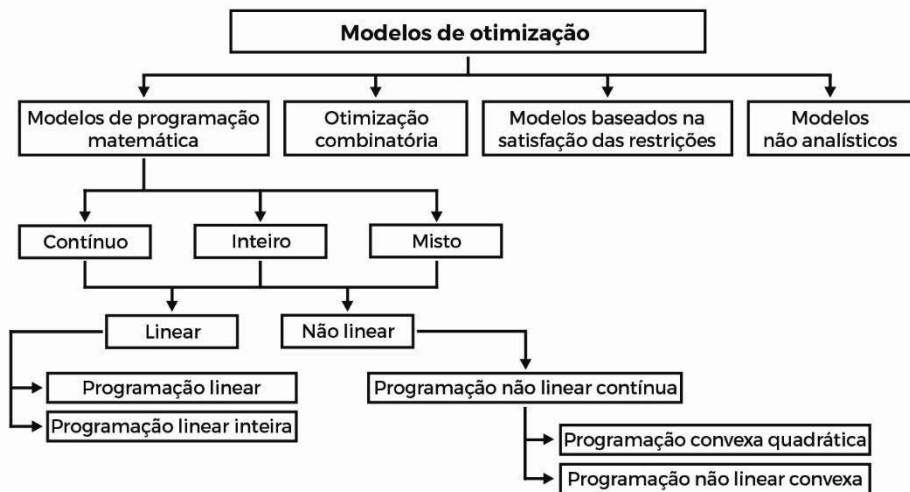 Modelos de otimização
Modelos de programação
matemática
Otimização
combinatória
Modelos baseados na
satisfação das restrições
Modelos
não analísticos
Contínuo
Inteiro
Misto
Linear
Não linear
Programação linear
Programação linear inteira
Programação não linear contínua
Programação convexa quadrática
Programação não linear convexa